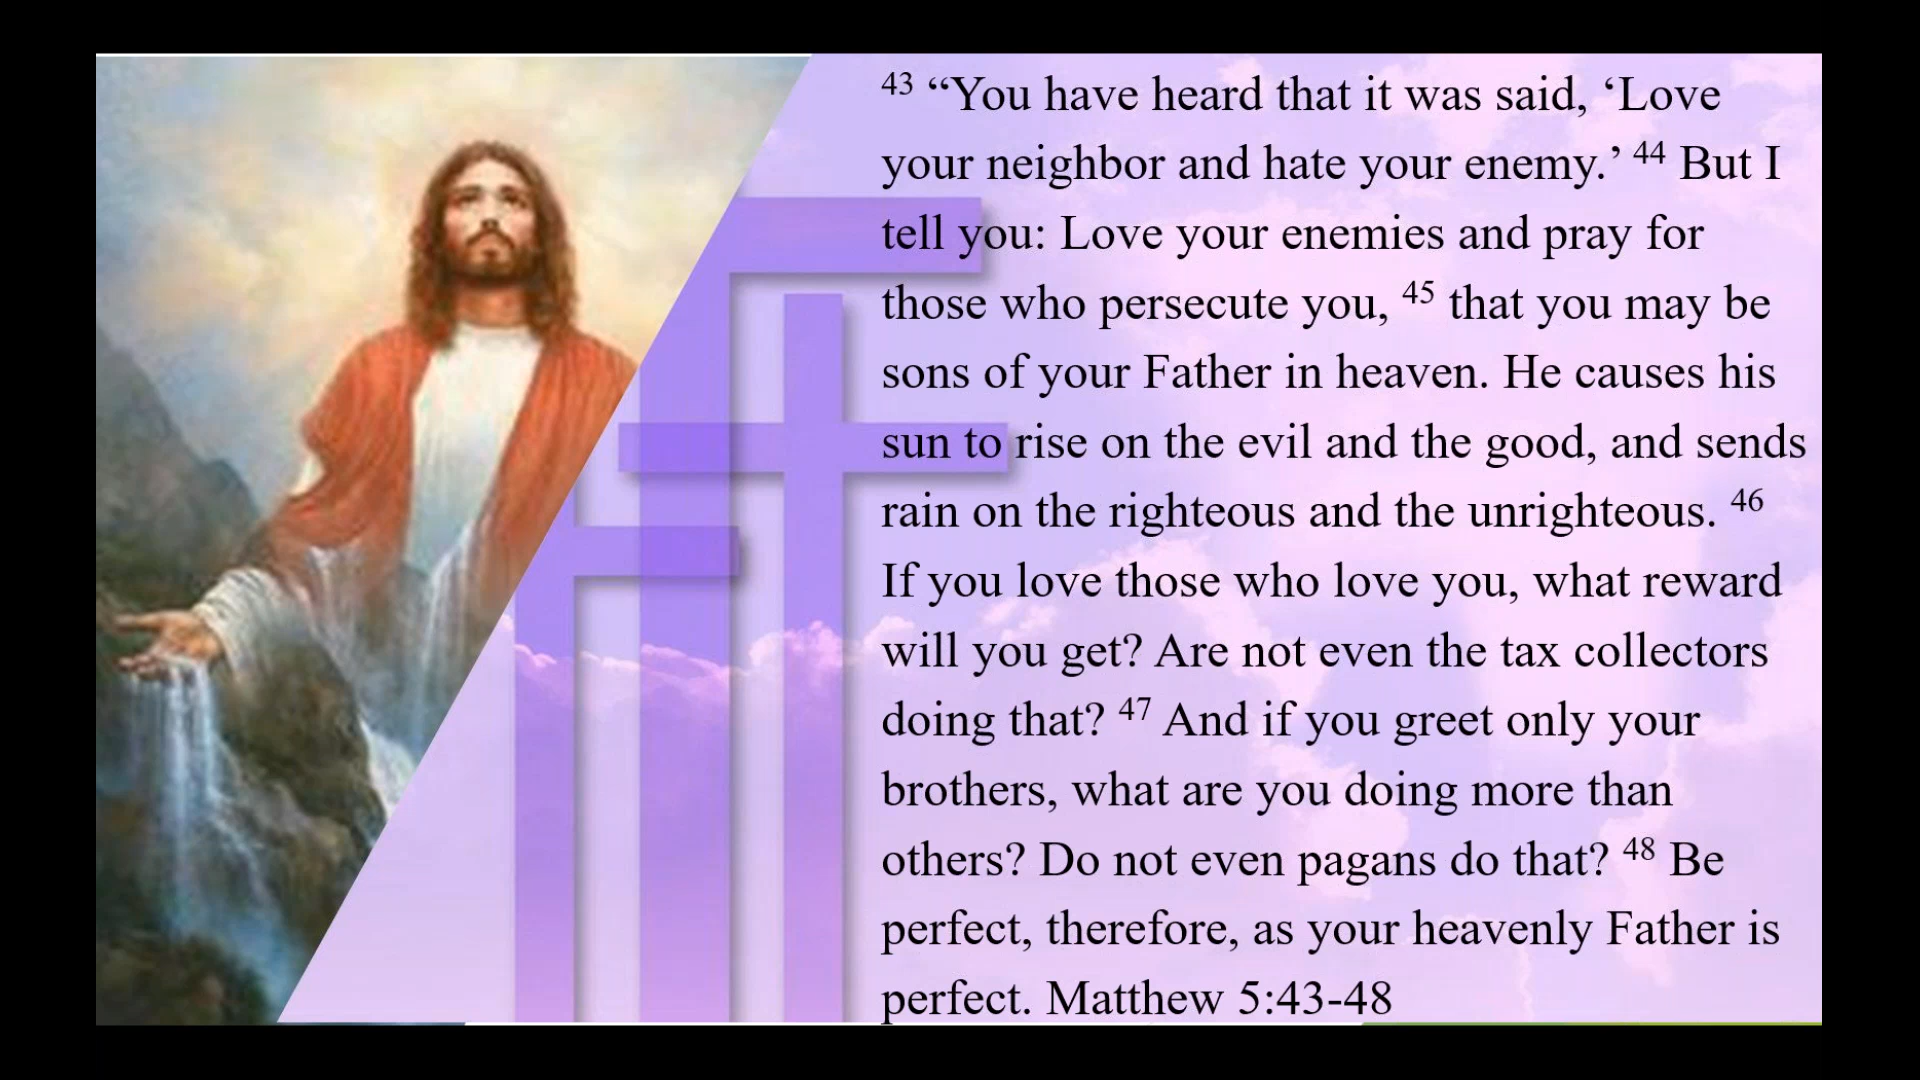 43 “You have heard that it was said, ‘Love
your neighbor and hate your enemy.’ 44 But I
tell you: Love your enemies and pray for
those who persecute you, 45 that you may be
sons of your Father in heaven. He causes his
sun to rise on the evil and the good, and sends
rain on the righteous and the unrighteous. 46
If you love those who love you, what reward
will you get? Are not even the tax collectors
doing that? 47 And if you greet only your
brothers, what are you doing more than
others? Do not even pagans do that? 48 Be
perfect, therefore, as your heavenly Father is
perfect. Matthew 5:43-48